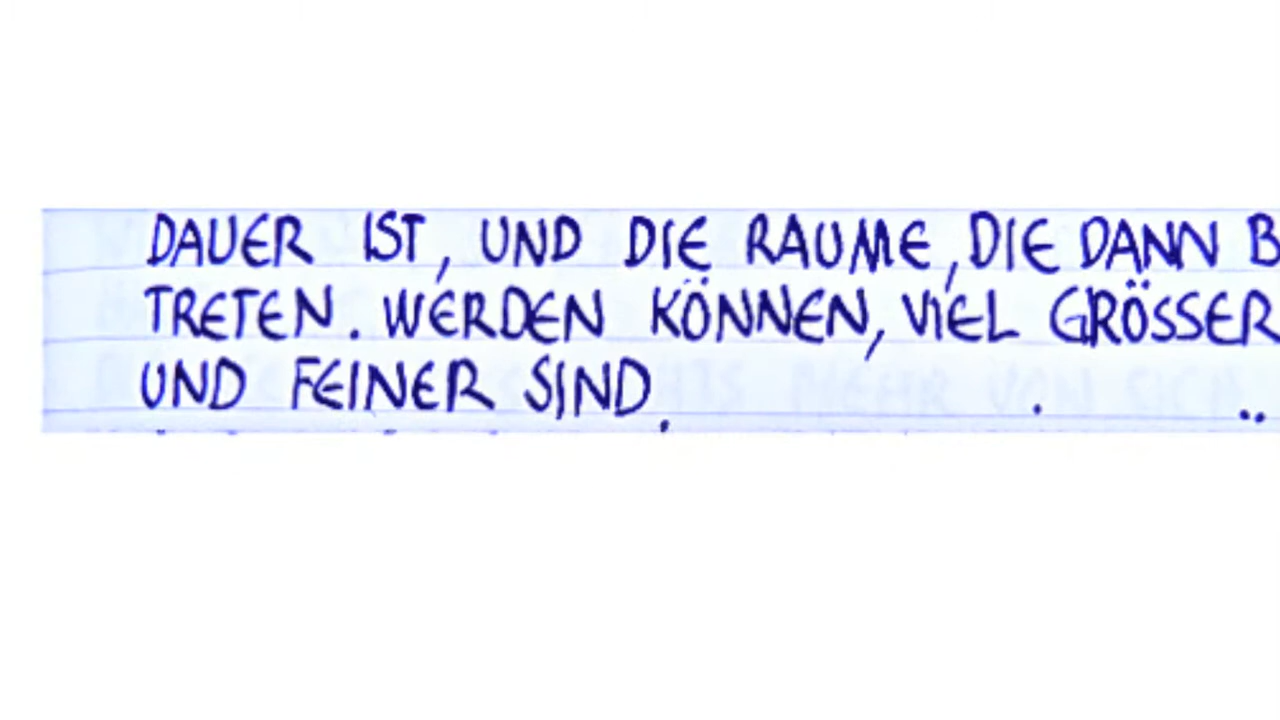 DAUER IST, UND DIE RAUME, DIE DANN B
TRETEN. WERDEN KÖNNEN, VIEL GRÖSSER
UND FEINER SIND.